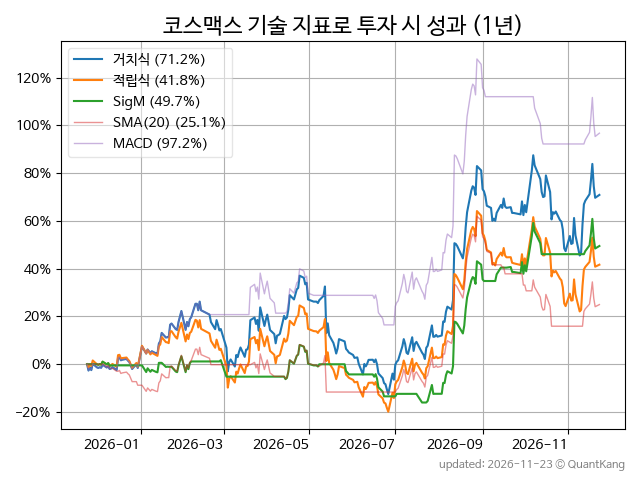 코스맥스 기술 지표로 투자 시 성과 (1년)
거치식 (71.2%)
적립식 (41.8%)
SigM (49.7%)
SMA(20) (25.1%)
MACD (97.2%)
120%
100%
80%
60%
40%
20%
0%
−20%
2026-01 2026-03 2026-05 2026-07 2026-09 2026-11
updated: 2026-11-23 © QuantKang